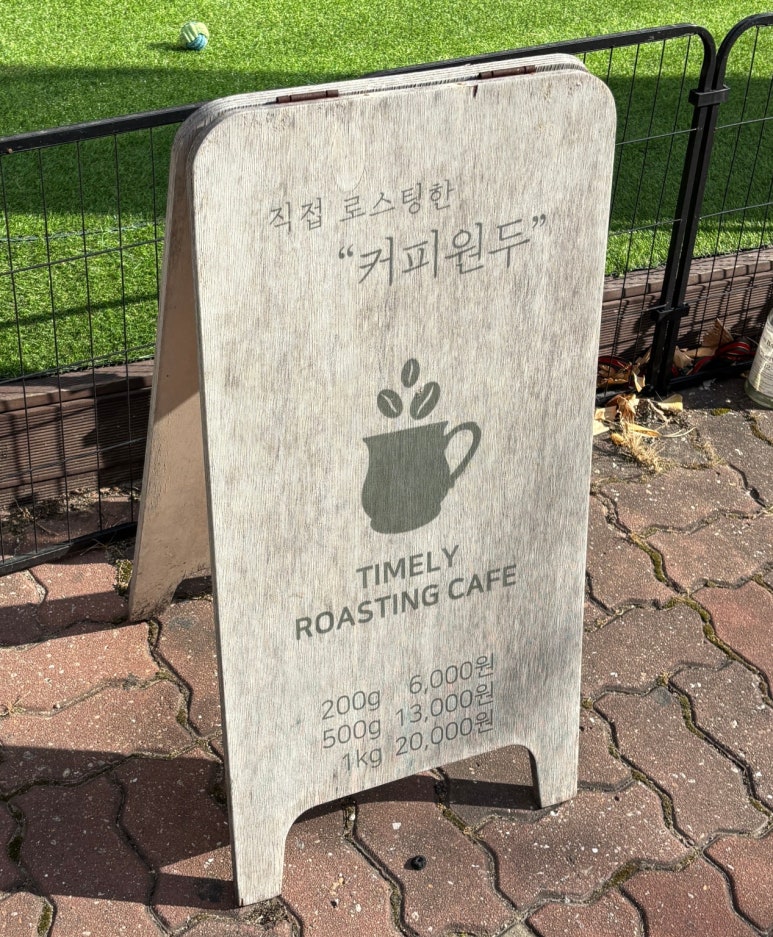 직접 로스팅한
“커피원두”
TIMELY
ROASTING CAFE
200g 6,000원
500g 13,000원
1kg 20,000원